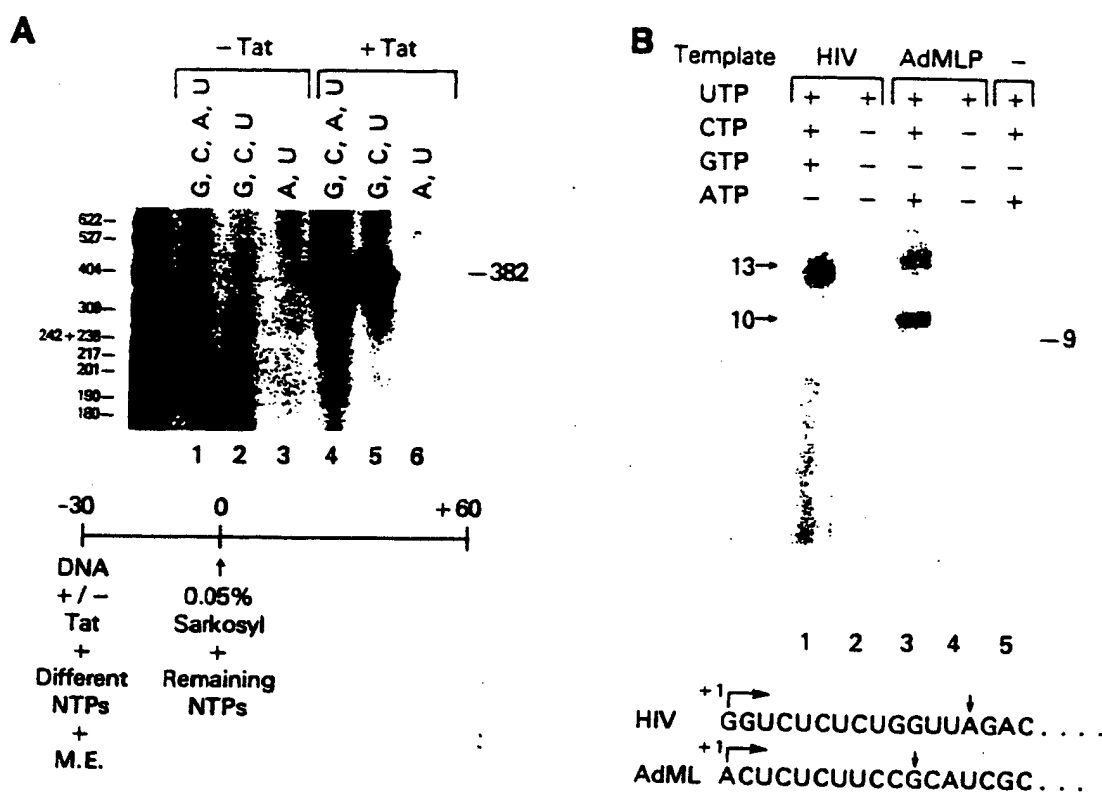 A
– Tat + Tat
G, C, A, U
G, C, U
A, U
G, C, A, U
G, C, U
A, U
622–
527–
404–
309–
242+238–
217–
201–
190–
180–
–382
1 2 3 4 5 6
-30 0 +60
DNA
+/–
Tat
+
Different
NTPs
+
M.E.
↑
0.05%
Sarkosyl
+
Remaining
NTPs
B
Template HIV AdMLP –
UTP + + + + +
CTP + – + – +
GTP + – – – –
ATP – – + – +
13→
10→
–9
1 2 3 4 5
+1
HIV GGUCUCUCUGGUUAGAC....
+1
AdML ACUCUCUUCCGCAUCGC...